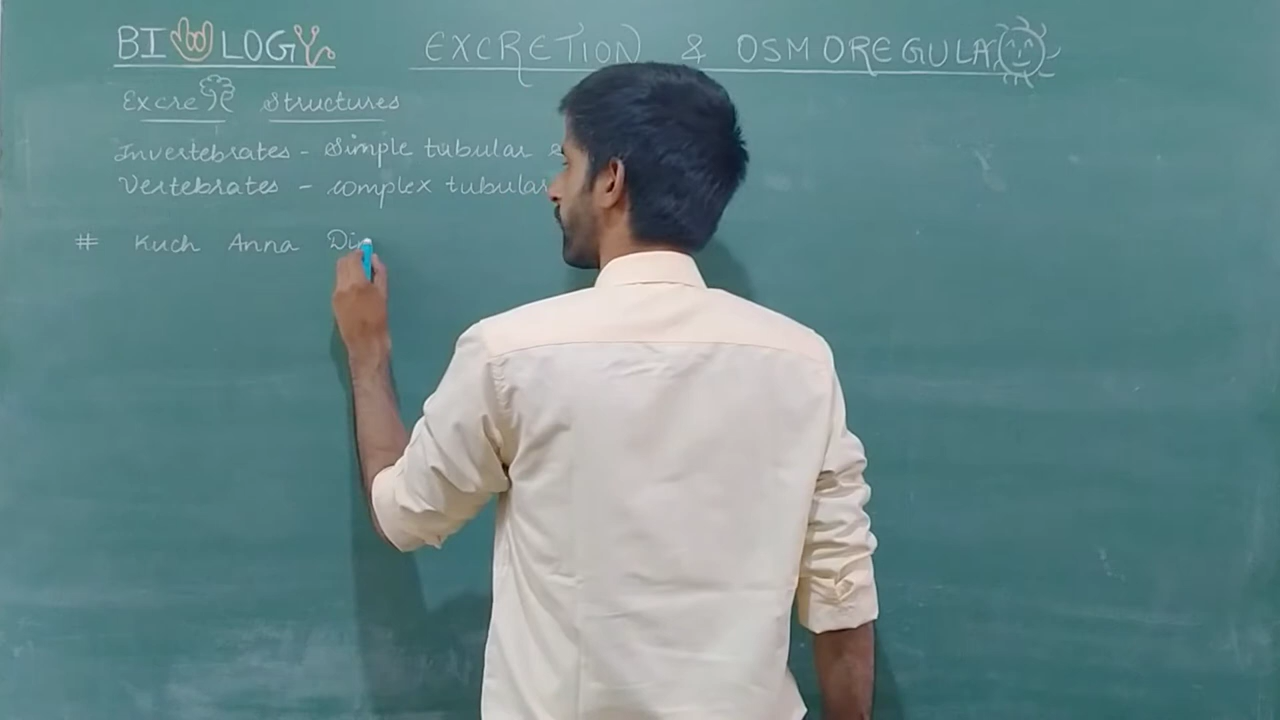 BIOLOGY
EXCRETION & OSMOREGULA
Excre Structures
Invertebrates - Simple tubular
Vertebrates - complex tubular
# Kuch Anna Di